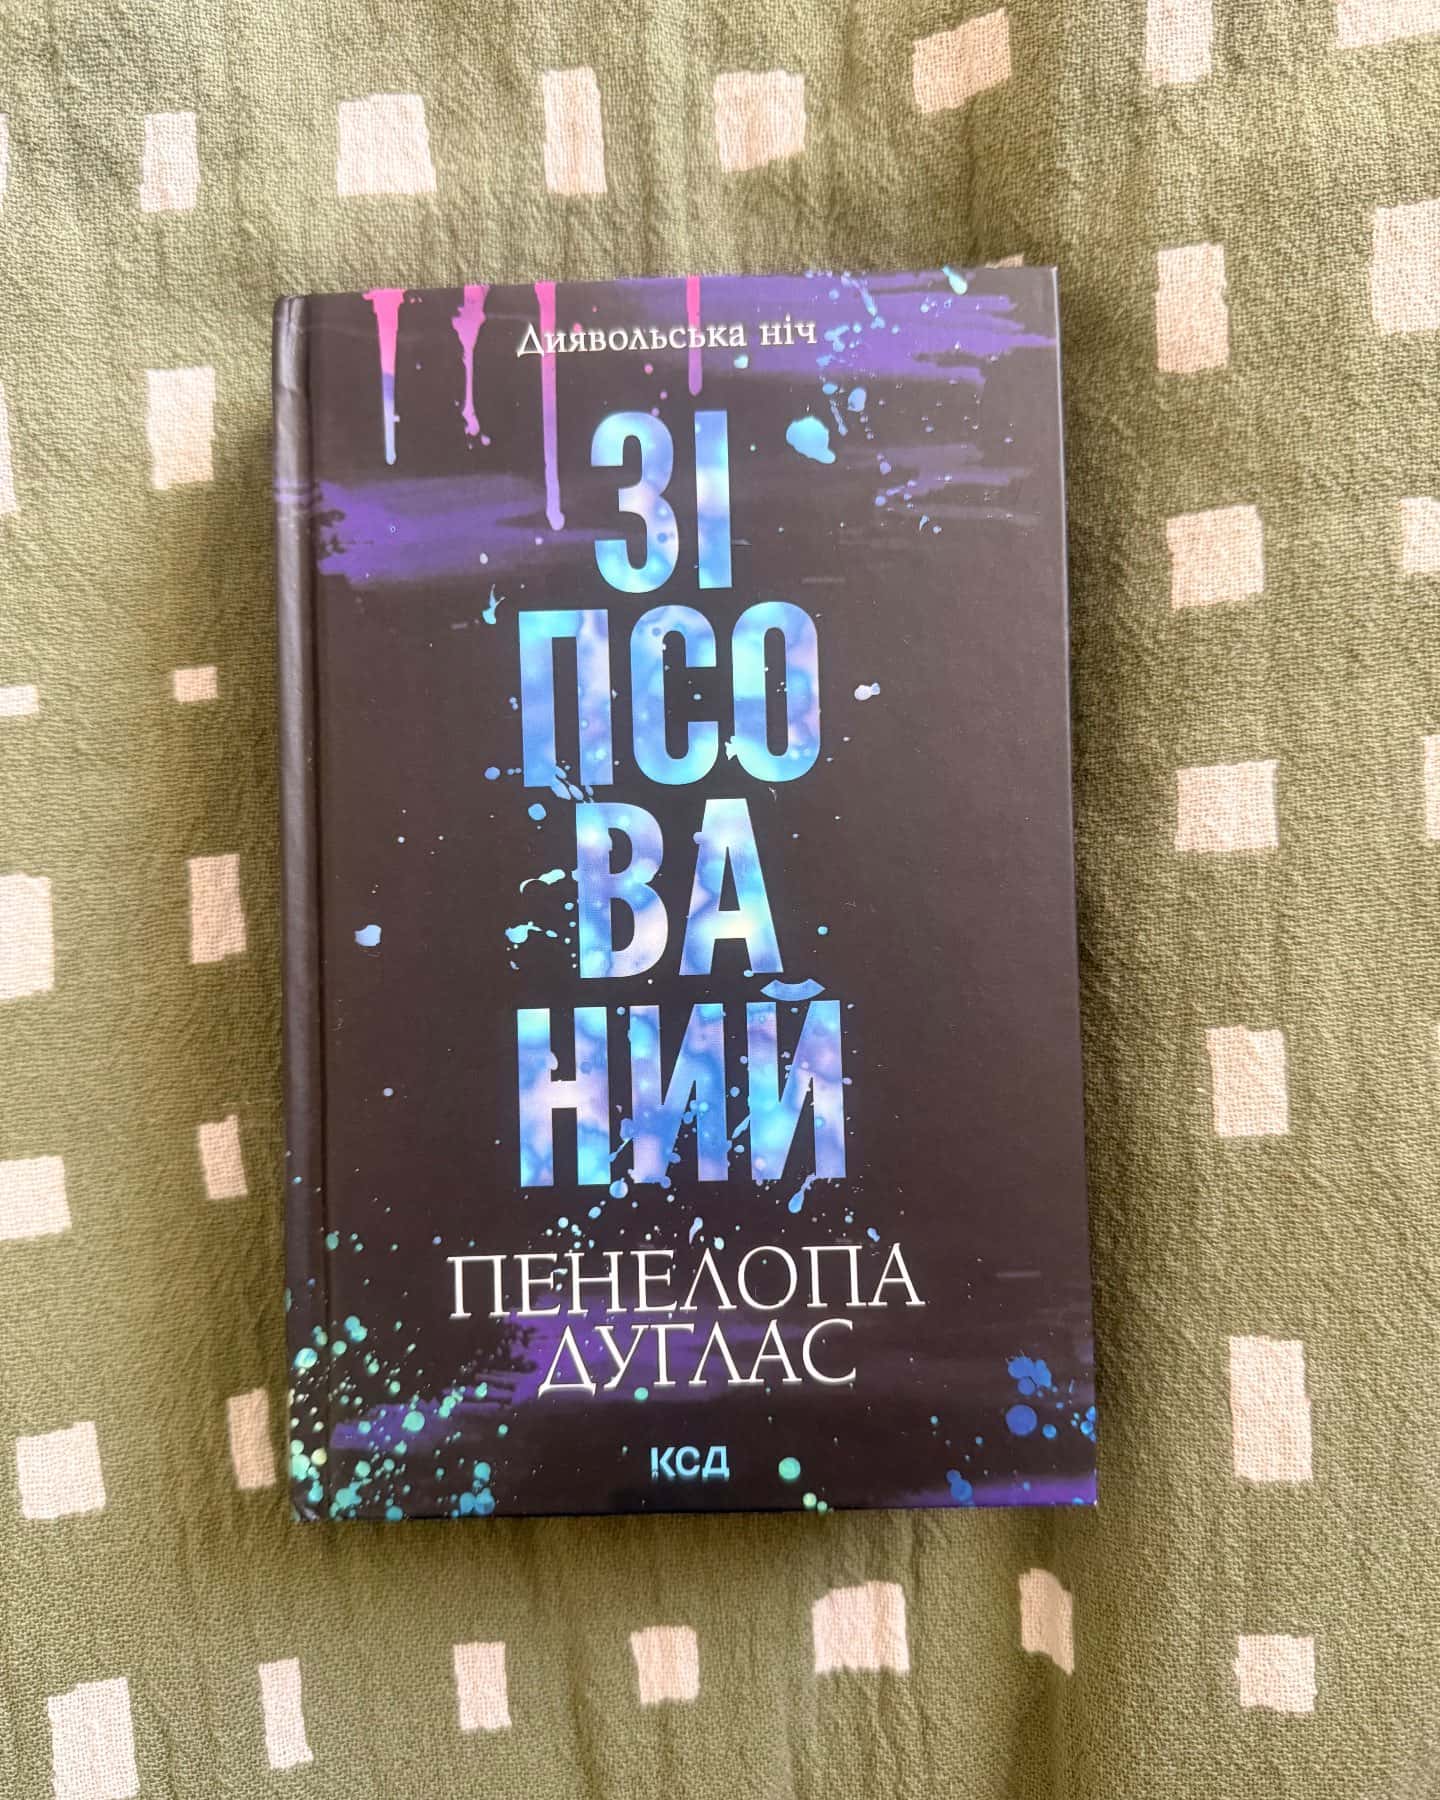 Диявольська ніч
ЗІ
ПСО
ВА
НИЙ
ПЕНЕЛОПА
ДУГЛАС
КСД